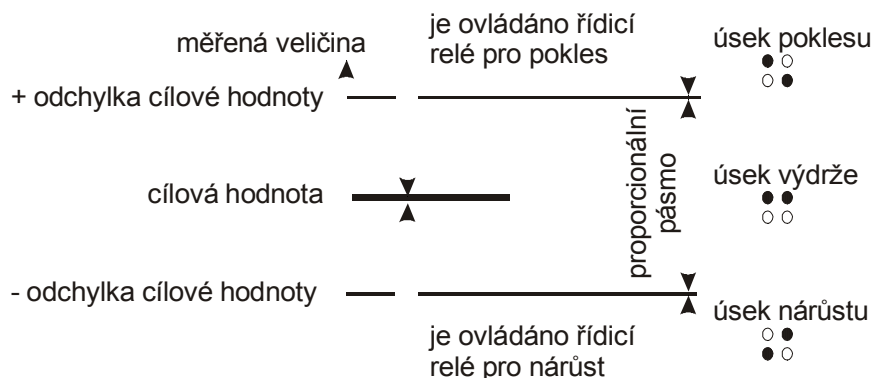 měřená veličina
je ovládáno řídicí
relé pro pokles
úsek poklesu
+ odchylka cílové hodnoty
proporcionální
pásmo
cílová hodnota
úsek výdrže
- odchylka cílové hodnoty
úsek nárůstu
je ovládáno řídicí
relé pro nárůst